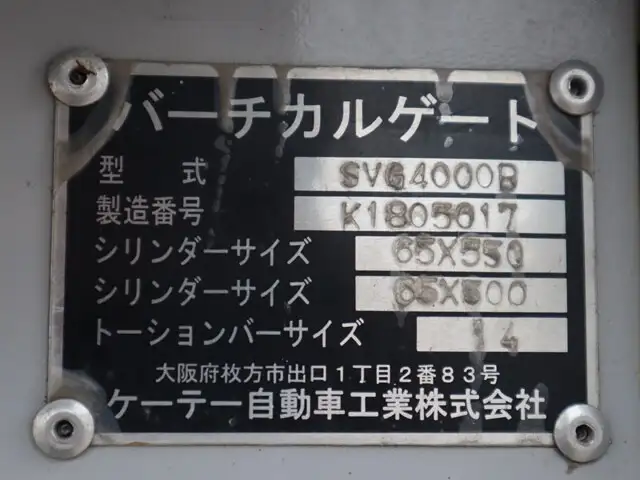 バーチカルゲート
型 式 SVG4000B
製造番号 K1805017
シリンダーサイズ 65X550
シリンダーサイズ 65X500
トーションバーサイズ 14
大阪府枚方市出口1丁目2番83号
ケーテー自動車工業株式会社